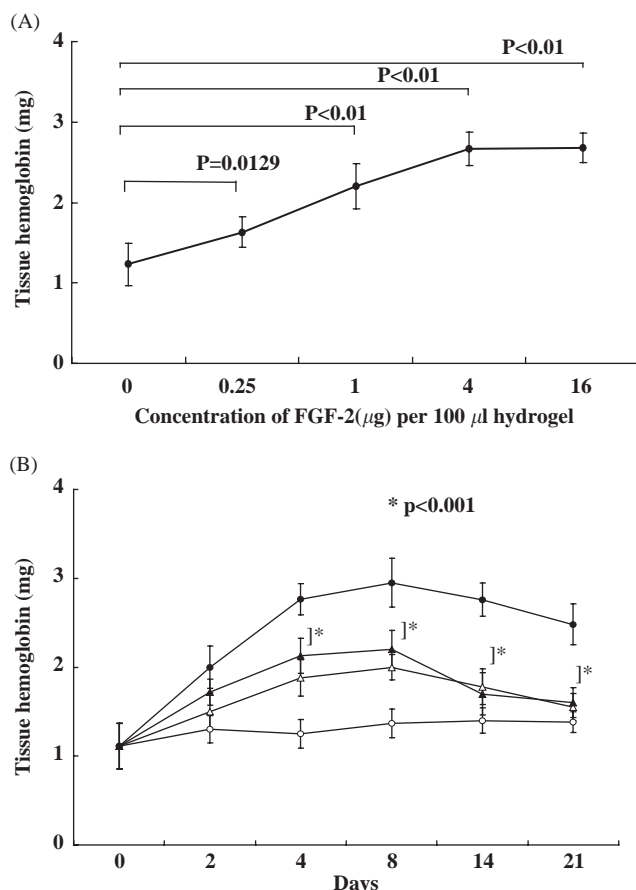 (A)
4
P<0.01
P<0.01
3
P<0.01
P=0.0129
2
1
0
Tissue hemoglobin (mg)
0 0.25 1 4 16
Concentration of FGF-2(μg) per 100 μl hydrogel
(B)
4
* p<0.001
3
]* ]* ]* ]*
2
1
0
Tissue hemoglobin (mg)
0 2 4 8 14 21
Days